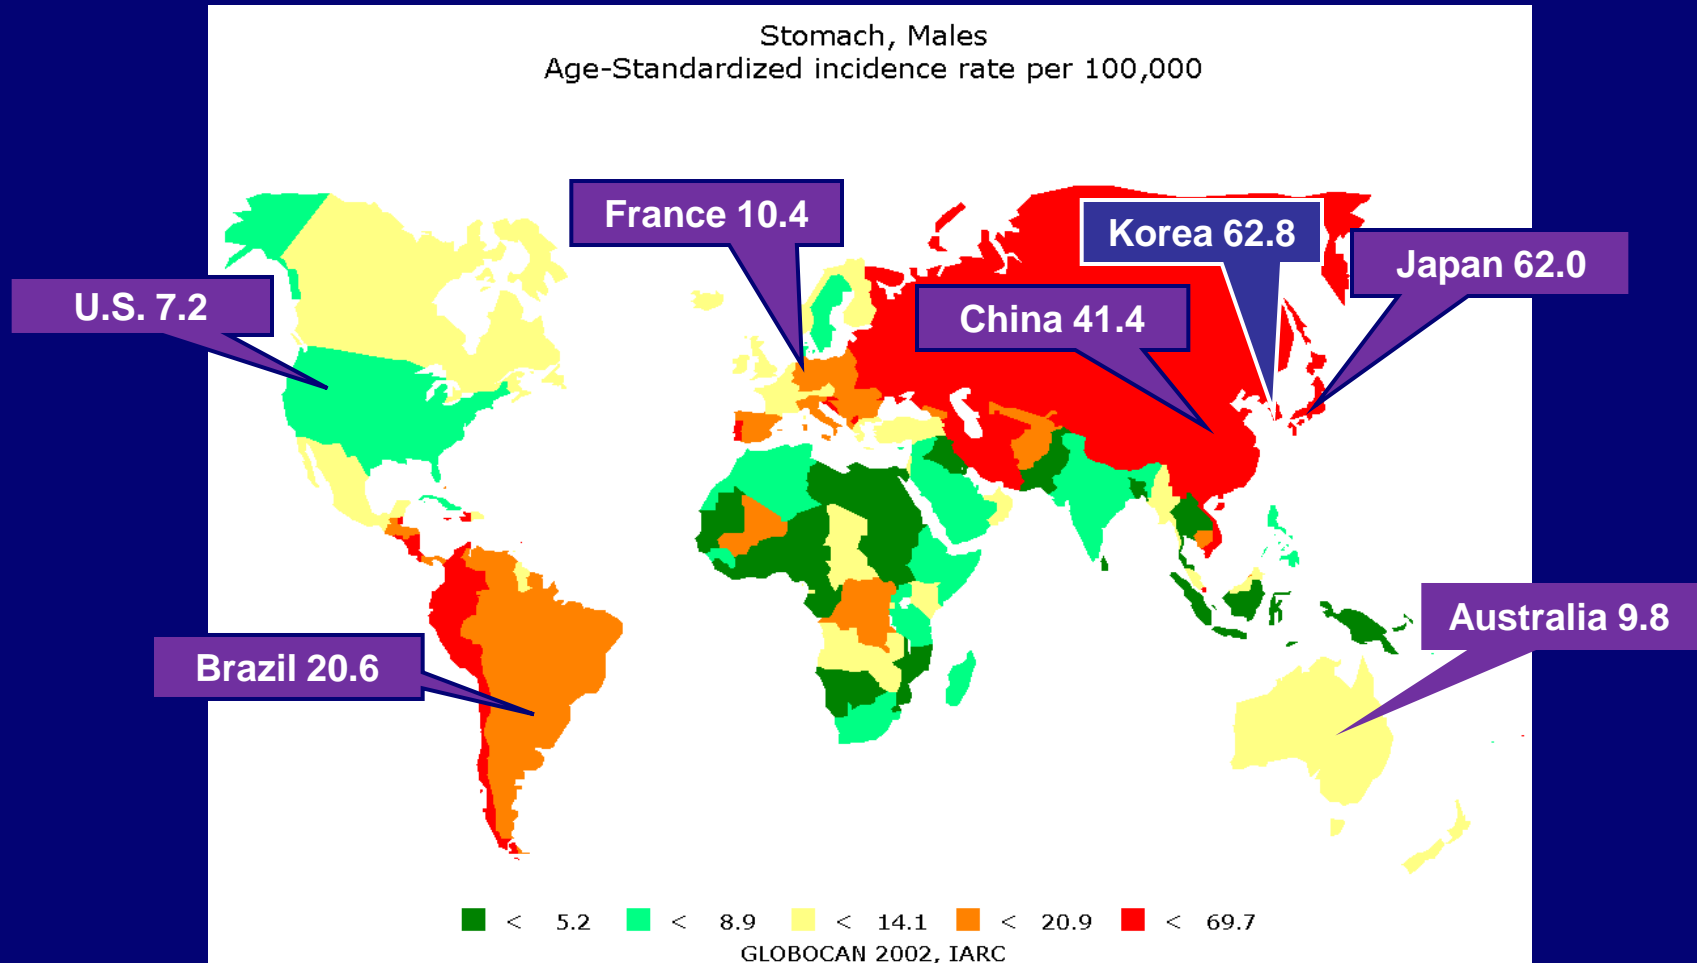 Stomach, Males
Age-Standardized incidence rate per 100,000
France 10.4
Korea 62.8
Japan 62.0
U.S. 7.2
China 41.4
Australia 9.8
Brazil 20.6
< 5.2 < 8.9 < 14.1 < 20.9 < 69.7
GLOBOCAN 2002, IARC